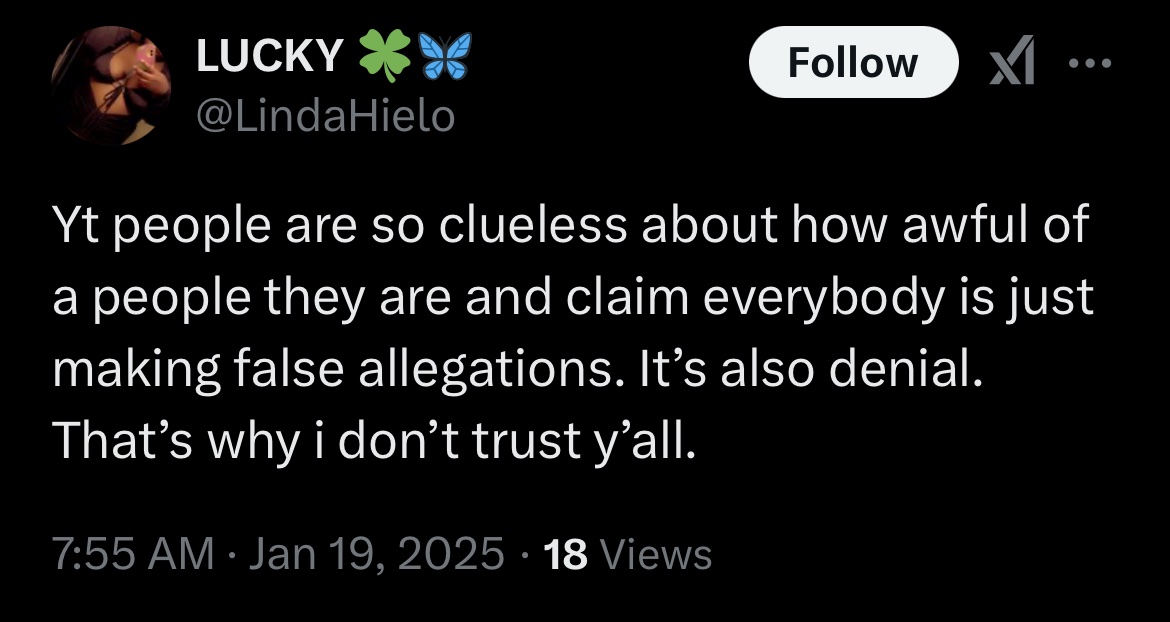 LUCKY 🍀🦋
Follow
@LindaHielo
Yt people are so clueless about how awful of
a people they are and claim everybody is just
making false allegations. It’s also denial.
That’s why i don’t trust y’all.
7:55 AM · Jan 19, 2025 · 18 Views